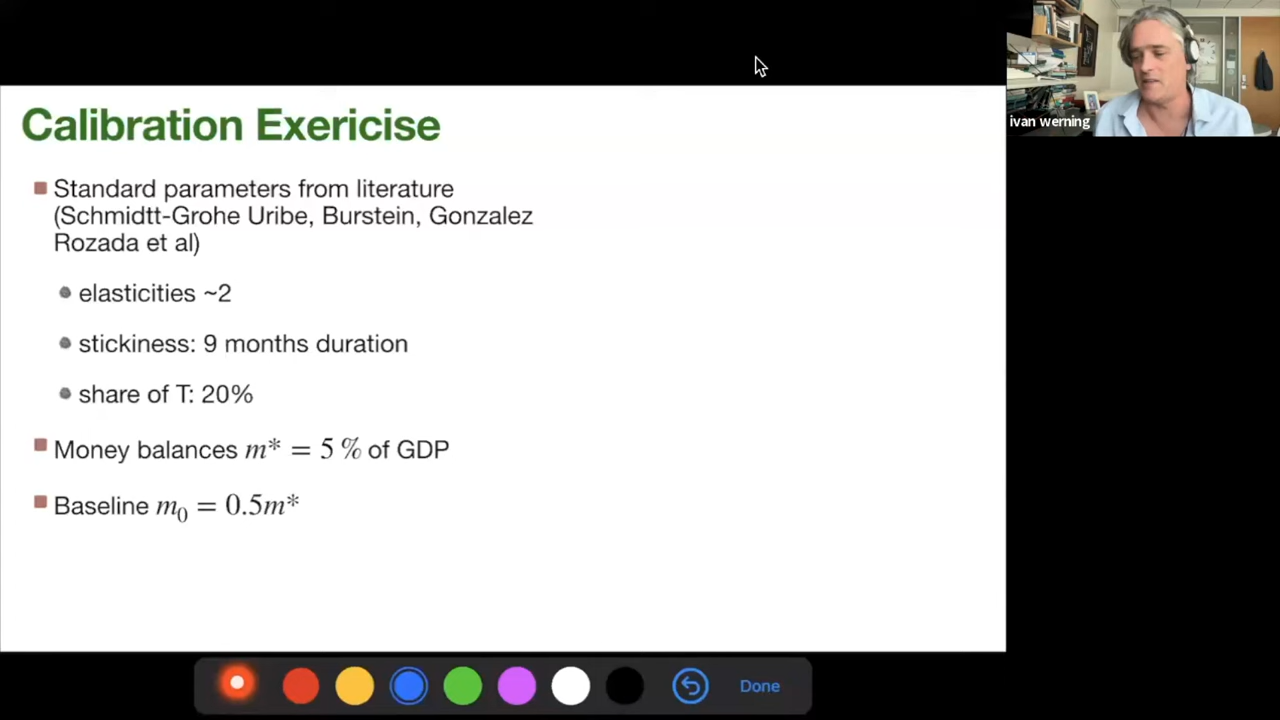 Calibration Exericise
Standard parameters from literature
(Schmidtt-Grohe Uribe, Burstein, Gonzalez
Rozada et al)
elasticities ~2
stickiness: 9 months duration
share of T: 20%
Money balances m* = 5 % of GDP
Baseline m₀ = 0.5m*
ivan werning
Done